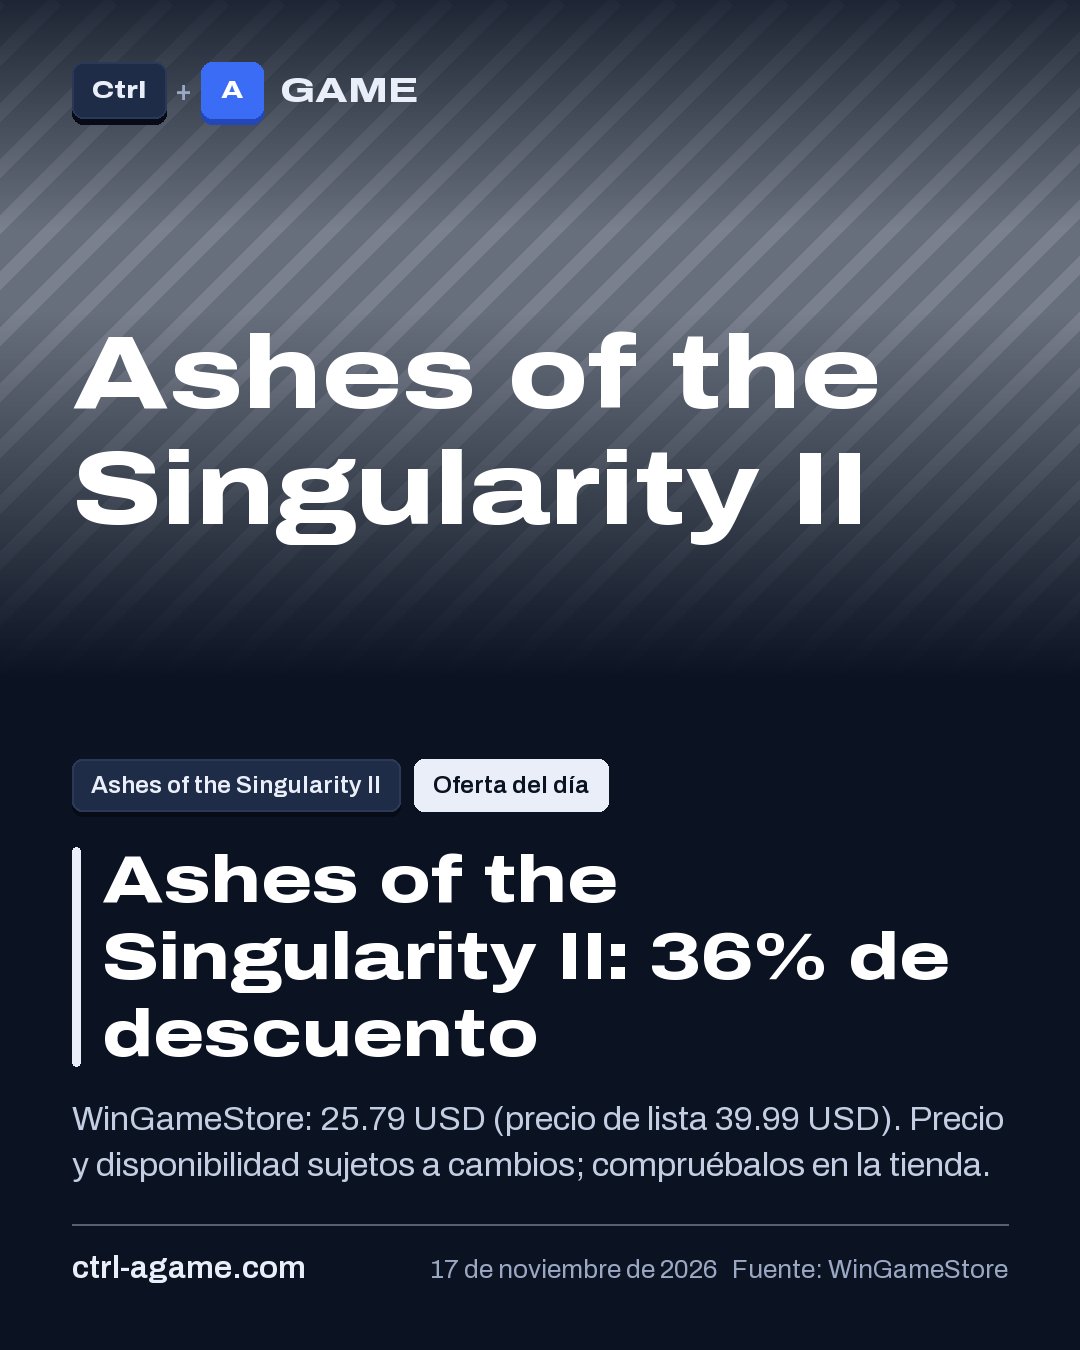 Ctrl + A GAME
Ashes of the
Singularity II
Ashes of the Singularity II Oferta del día
Ashes of the
Singularity II: 36% de
descuento
WinGameStore: 25.79 USD (precio de lista 39.99 USD). Precio
y disponibilidad sujetos a cambios; compruébalos en la tienda.
ctrl-agame.com 17 de noviembre de 2026 Fuente: WinGameStore